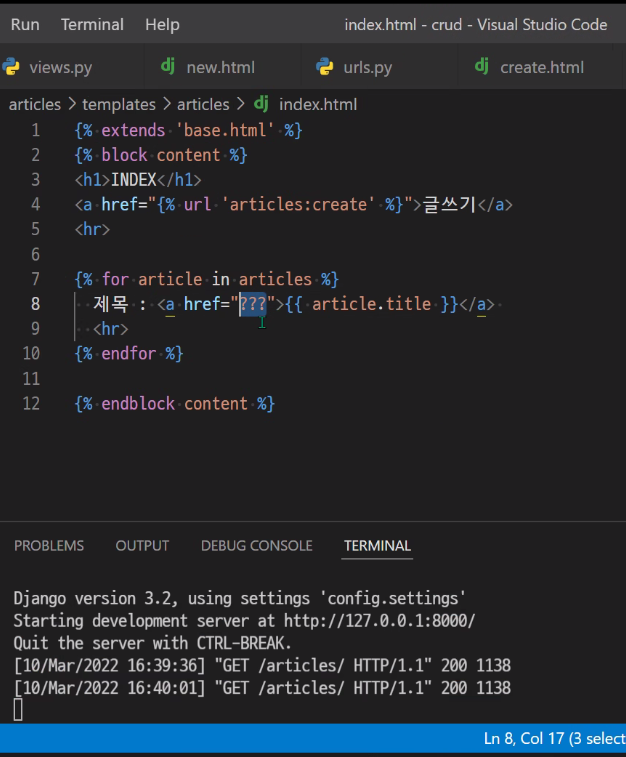 Run Terminal Help index.html - crud - Visual Studio Code
views.py new.html urls.py create.html
articles > templates > articles > dj index.html
1 {% extends 'base.html' %}
2 {% block content %}
3 <h1>INDEX</h1>
4 <a href="{% url 'articles:create' %}">글쓰기</a>
5 <hr>
6
7 {% for article in articles %}
8 제목 : <a href="???">{{ article.title }}</a>
9 <hr>
10 {% endfor %}
11
12 {% endblock content %}
PROBLEMS OUTPUT DEBUG CONSOLE TERMINAL
Django version 3.2, using settings 'config.settings'
Starting development server at http://127.0.0.1:8000/
Quit the server with CTRL-BREAK.
[10/Mar/2022 16:39:36] "GET /articles/ HTTP/1.1" 200 1138
[10/Mar/2022 16:40:01] "GET /articles/ HTTP/1.1" 200 1138
Ln 8, Col 17 (3 select